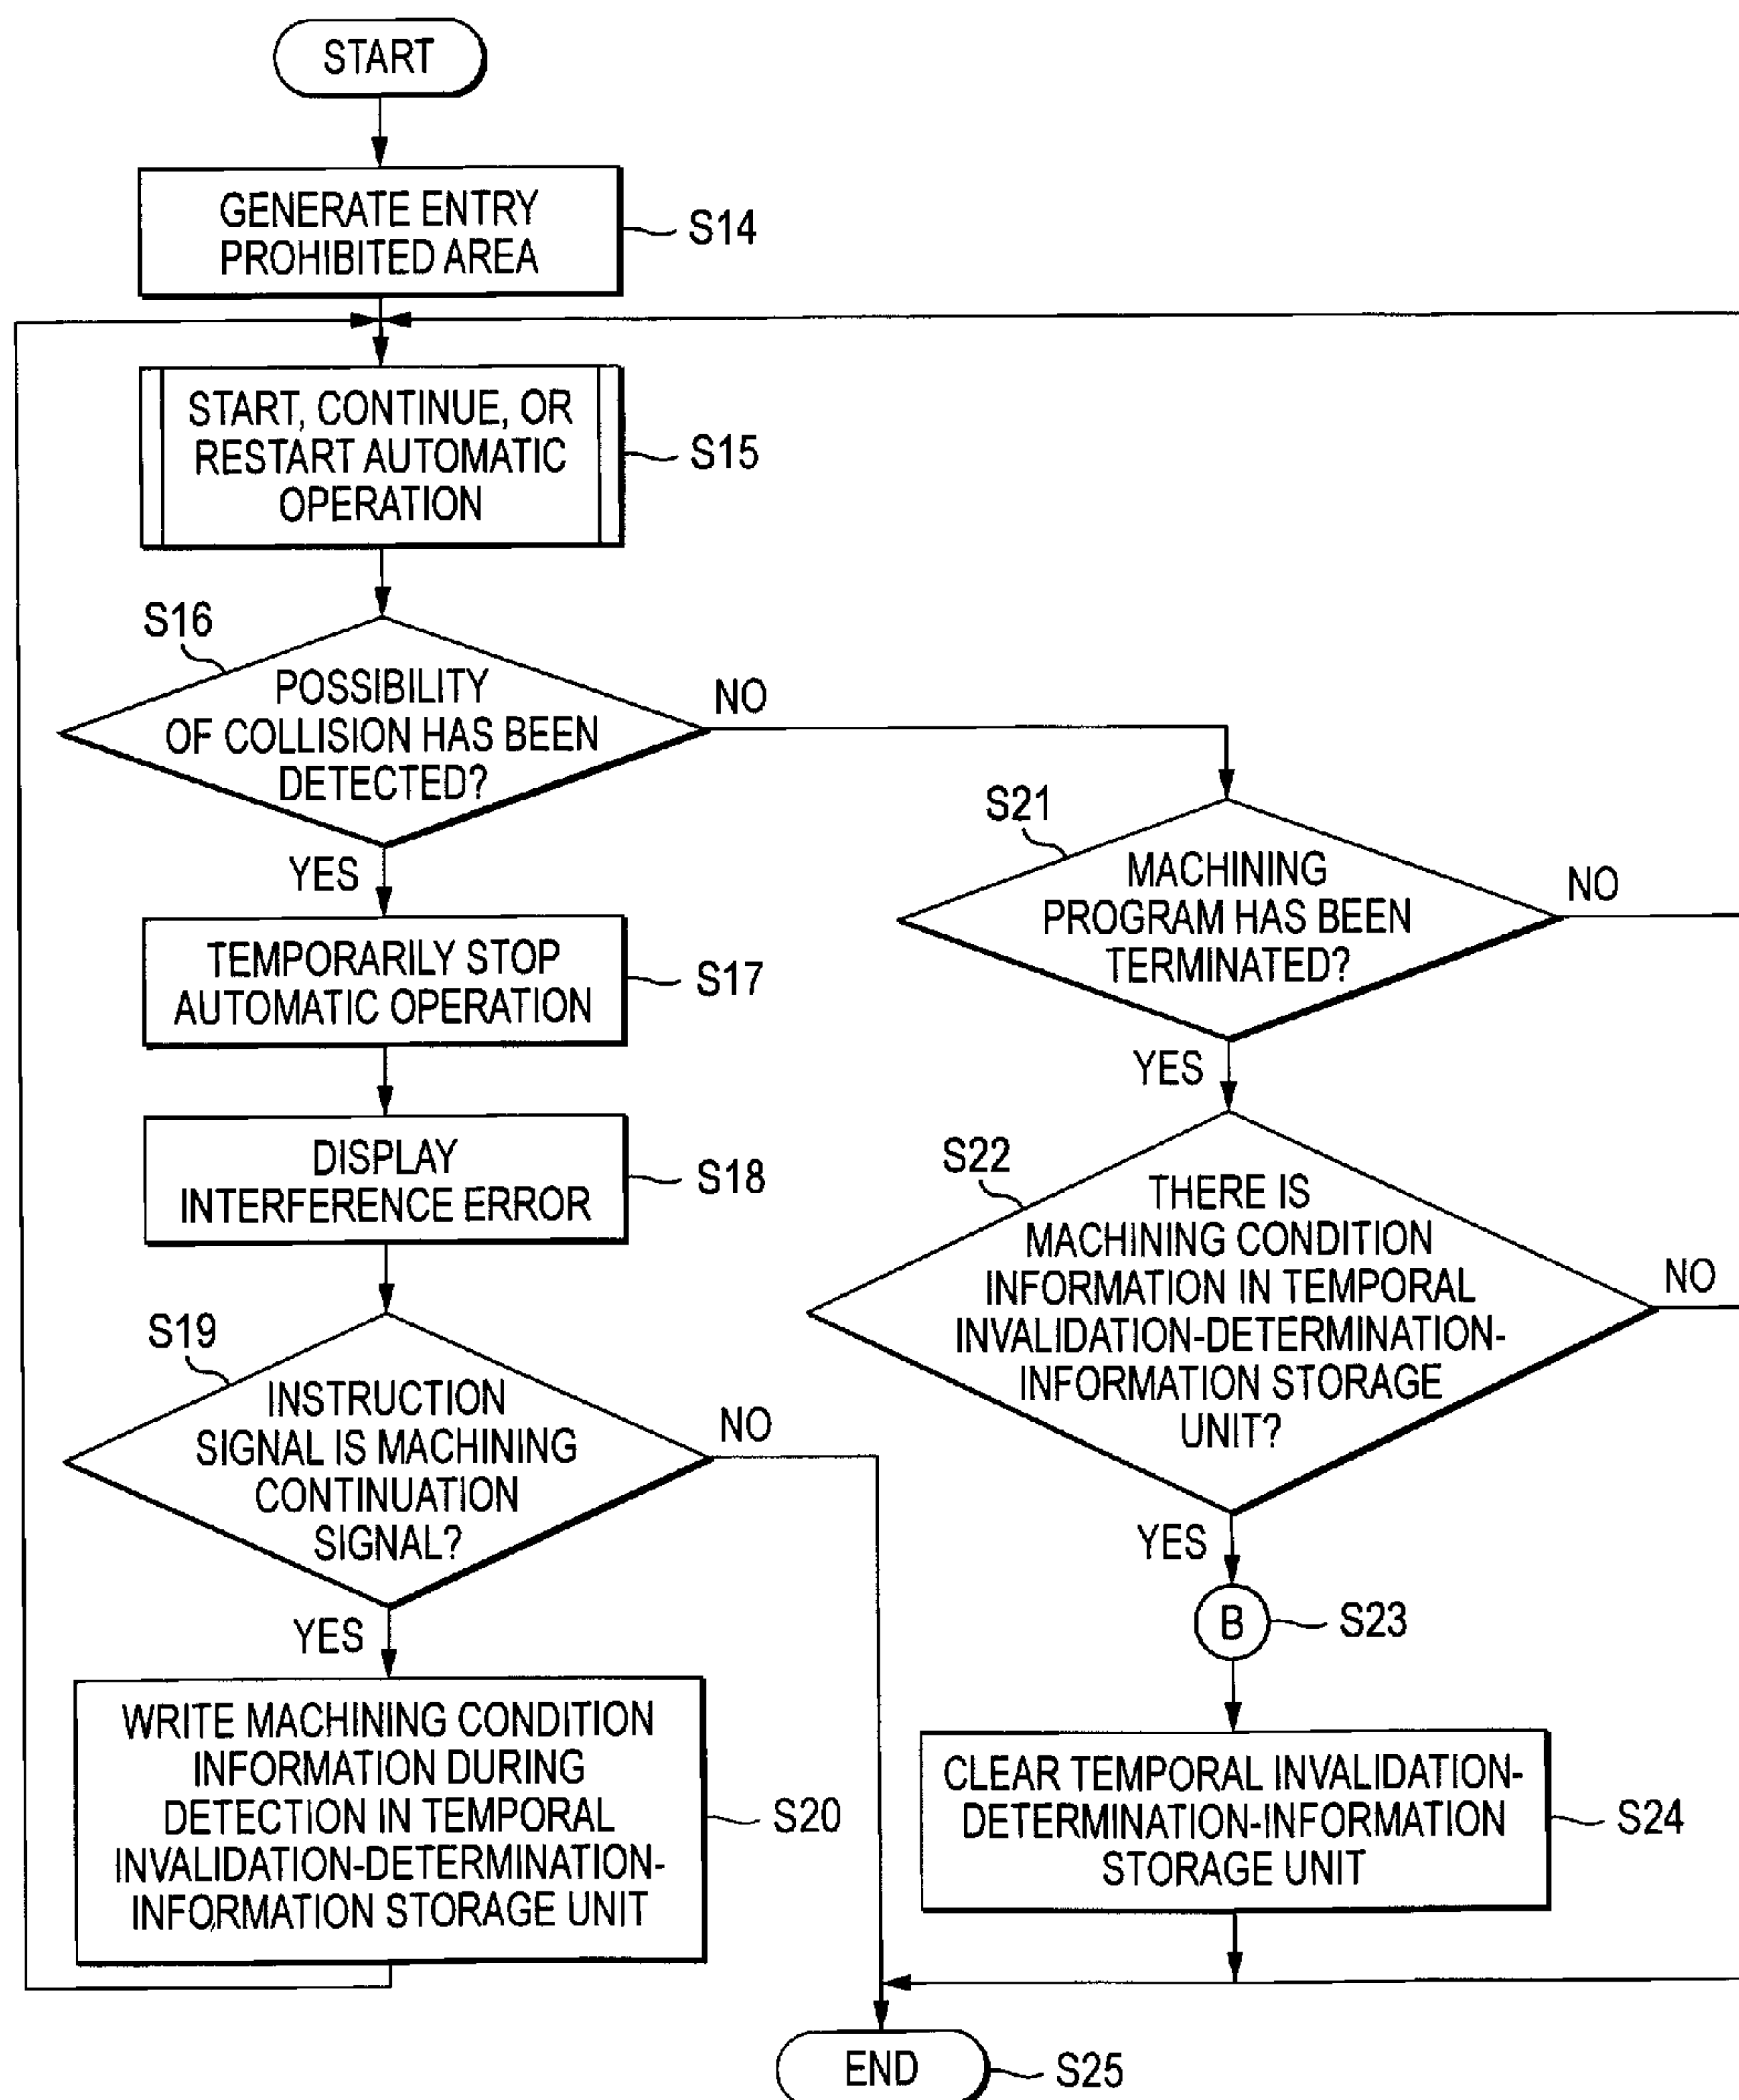 START
GENERATE ENTRY
PROHIBITED AREA
S14
START, CONTINUE, OR
RESTART AUTOMATIC
OPERATION
S15
S16
POSSIBILITY
OF COLLISION HAS BEEN
DETECTED?
NO
YES
TEMPORARILY STOP
AUTOMATIC OPERATION
S17
DISPLAY
INTERFERENCE ERROR
S18
S19
INSTRUCTION
SIGNAL IS MACHINING
CONTINUATION
SIGNAL?
NO
YES
WRITE MACHINING CONDITION
INFORMATION DURING
DETECTION IN TEMPORAL
INVALIDATION-DETERMINATION-
INFORMATION STORAGE UNIT
S20
S21
MACHINING
PROGRAM HAS BEEN
TERMINATED?
NO
YES
S22
THERE IS
MACHINING CONDITION
INFORMATION IN TEMPORAL
INVALIDATION-DETERMINATION-
INFORMATION STORAGE
UNIT?
NO
YES
B
S23
CLEAR TEMPORAL INVALIDATION-
DETERMINATION-INFORMATION
STORAGE UNIT
S24
END
S25